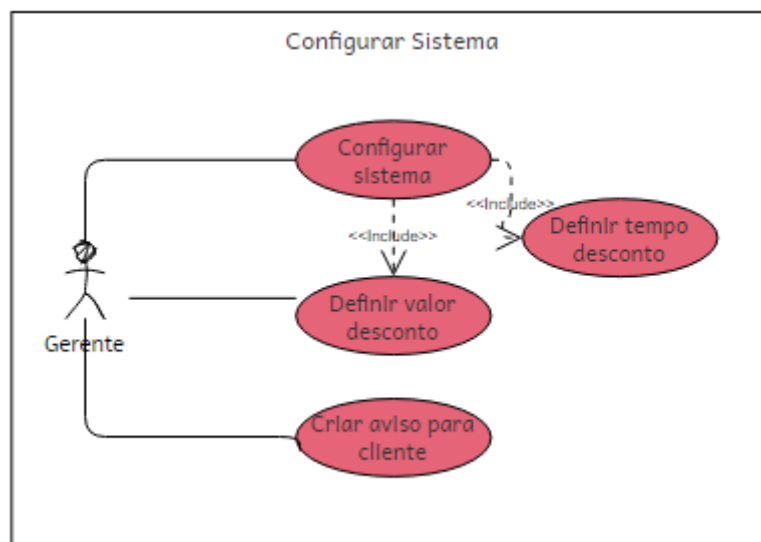 Configurar Sistema
Configurar
sistema
<<Include>>
Definir tempo
desconto
<<Include>>
Definir valor
desconto
Gerente
Criar aviso para
cliente